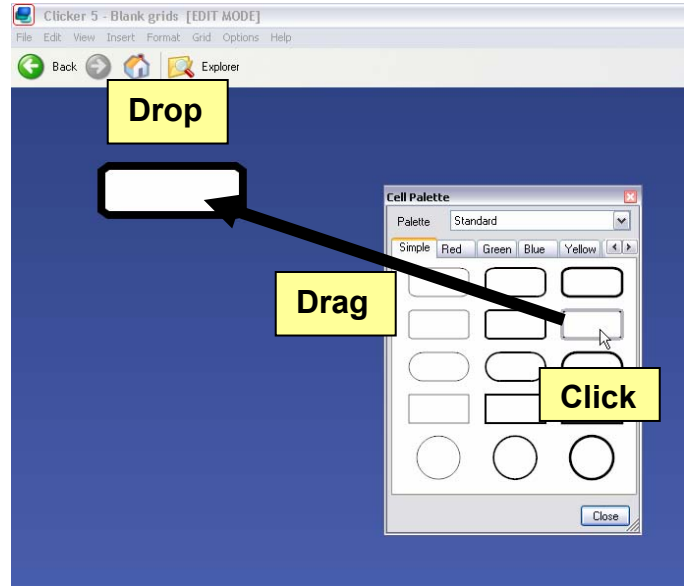 Clicker 5 - Blank grids [EDIT MODE]
File Edit View Insert Format Grid Options Help
Back Explorer
Drop
Cell Palette
Palette Standard
Simple Red Green Blue Yellow
Drag
Click
Close